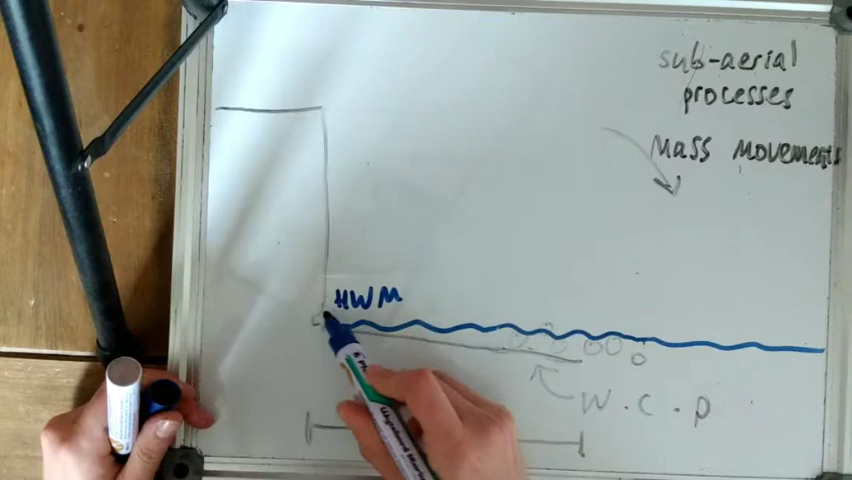 sub-aerial
processes
Mass Movements
HWM
W.C.P